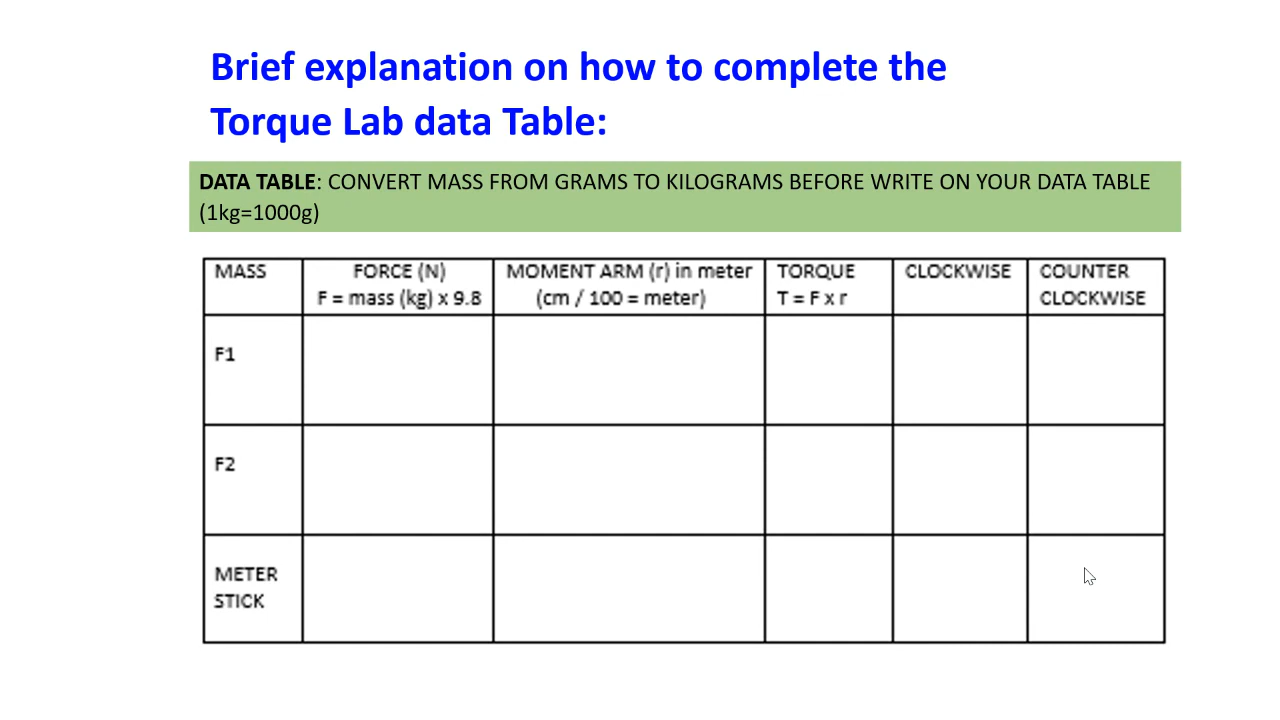 Brief explanation on how to complete the
Torque Lab data Table:
DATA TABLE: CONVERT MASS FROM GRAMS TO KILOGRAMS BEFORE WRITE ON YOUR DATA TABLE
(1kg=1000g)
MASS FORCE (N) MOMENT ARM (r) in meter TORQUE CLOCKWISE COUNTER
F = mass (kg) x 9.8 (cm / 100 = meter) T = F x r CLOCKWISE
F1
F2
METER
STICK